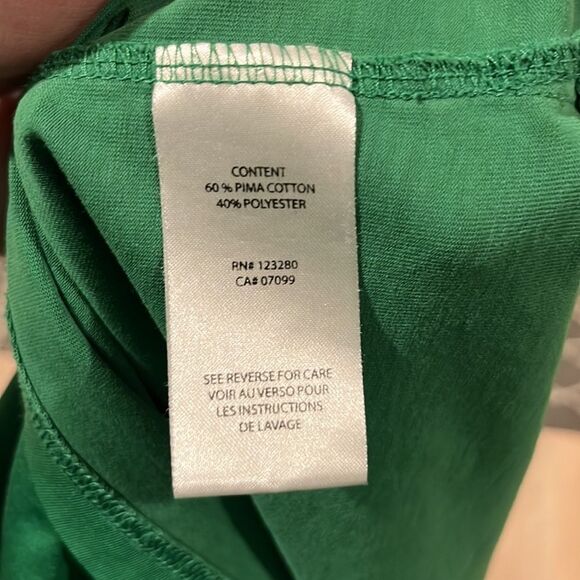 CONTENT
60 % PIMA COTTON
40% POLYESTER
RN# 123280
CA# 07099
SEE REVERSE FOR CARE
VOIR AU VERSO POUR
LES INSTRUCTIONS
DE LAVAGE